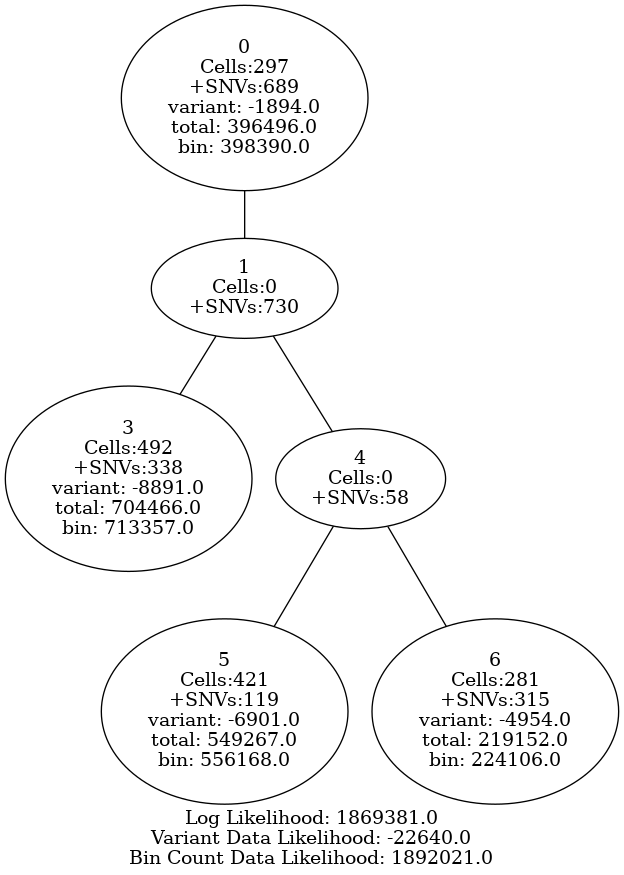 0
Cells:297
+SNVs:689
variant: -1894.0
total: 396496.0
bin: 398390.0
1
Cells:0
+SNVs:730
3
Cells:492
+SNVs:338
variant: -8891.0
total: 704466.0
bin: 713357.0
4
Cells:0
+SNVs:58
5
Cells:421
+SNVs:119
variant: -6901.0
total: 549267.0
bin: 556168.0
6
Cells:281
+SNVs:315
variant: -4954.0
total: 219152.0
bin: 224106.0
Log Likelihood: 1869381.0
Variant Data Likelihood: -22640.0
Bin Count Data Likelihood: 1892021.0